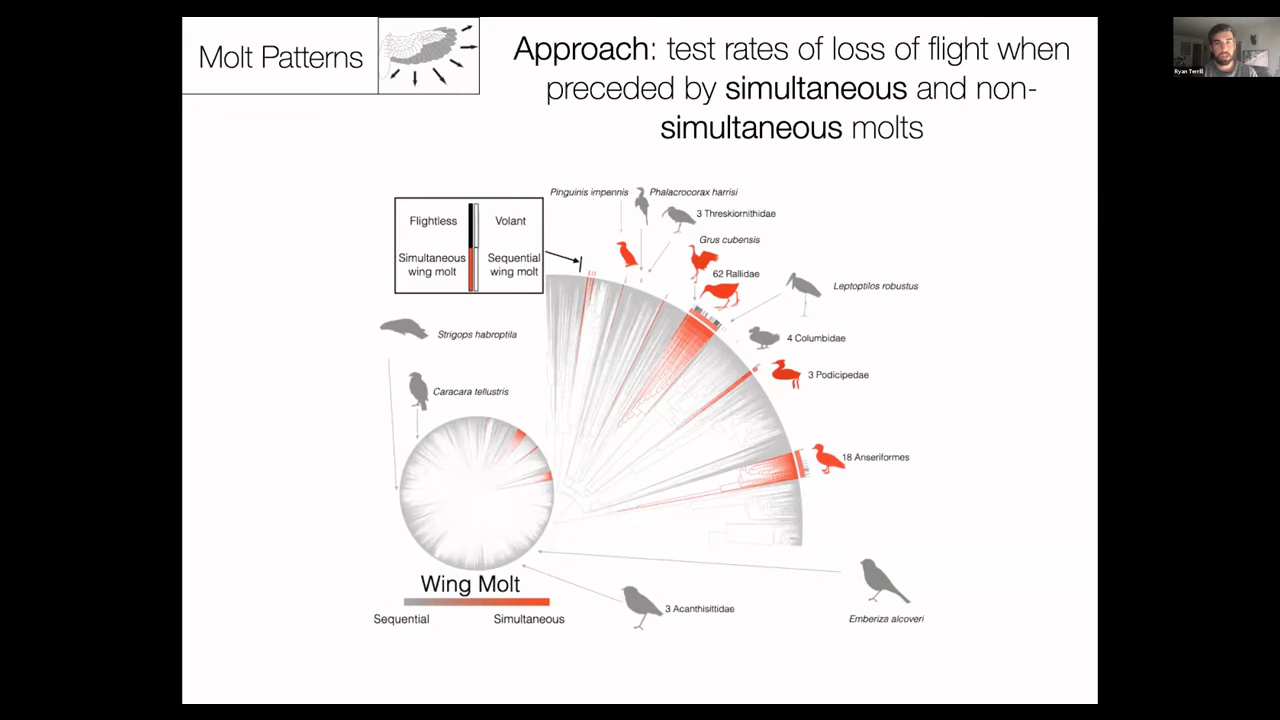 Molt Patterns
Approach: test rates of loss of flight when
preceded by simultaneous and non-
simultaneous molts
Ryan Terrill
Pinguinis impennis
Phalacrocorax harrisi
3 Threskiornithidae
Grus cubensis
62 Rallidae
Leptoptilos robustus
4 Columbidae
3 Podicipedae
18 Anseriformes
Flightless
Volant
Simultaneous
wing molt
Sequential
wing molt
Strigops habroptila
Caracara tellustris
Wing Molt
Sequential
Simultaneous
3 Acanthisittidae
Emberiza alcoveri